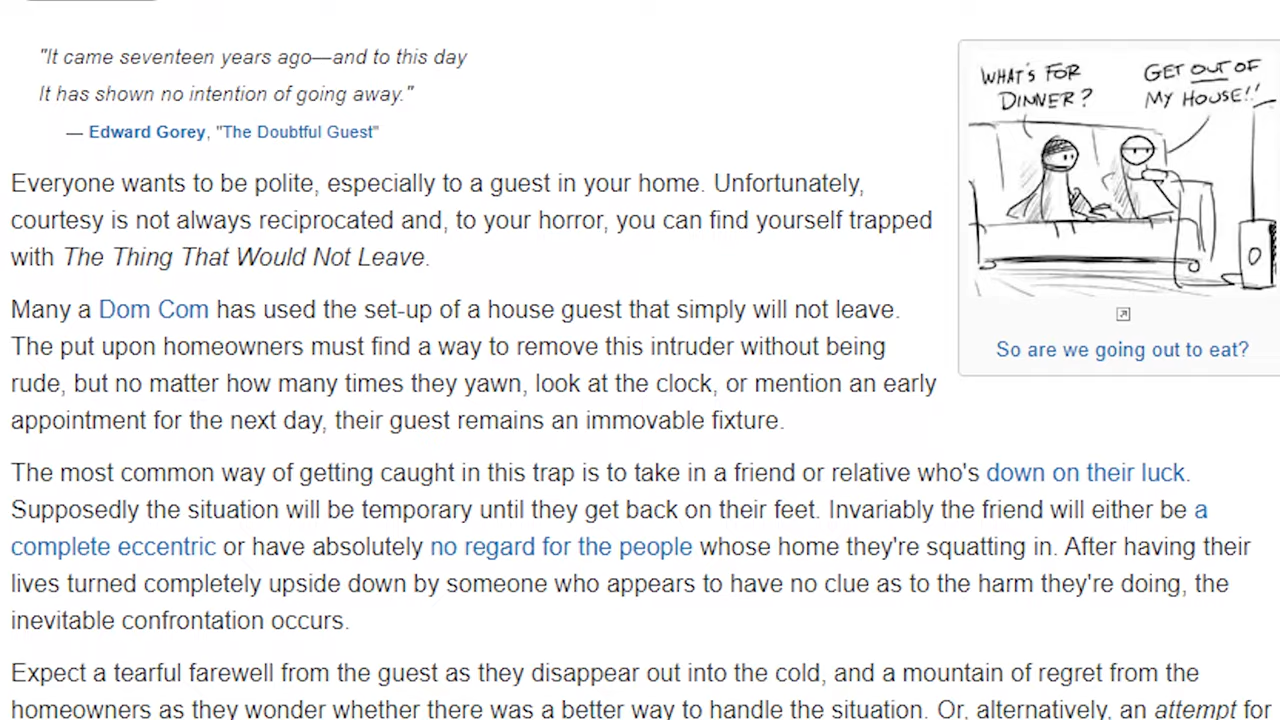 "It came seventeen years ago—and to this day
It has shown no intention of going away."
— Edward Gorey, "The Doubtful Guest"
WHAT'S FOR
DINNER?
GET OUT OF
MY HOUSE!!
So are we going out to eat?
Everyone wants to be polite, especially to a guest in your home. Unfortunately,
courtesy is not always reciprocated and, to your horror, you can find yourself trapped
with The Thing That Would Not Leave.
Many a Dom Com has used the set-up of a house guest that simply will not leave.
The put upon homeowners must find a way to remove this intruder without being
rude, but no matter how many times they yawn, look at the clock, or mention an early
appointment for the next day, their guest remains an immovable fixture.
The most common way of getting caught in this trap is to take in a friend or relative who's down on their luck.
Supposedly the situation will be temporary until they get back on their feet. Invariably the friend will either be a
complete eccentric or have absolutely no regard for the people whose home they're squatting in. After having their
lives turned completely upside down by someone who appears to have no clue as to the harm they're doing, the
inevitable confrontation occurs.
Expect a tearful farewell from the guest as they disappear out into the cold, and a mountain of regret from the
homeowners as they wonder whether there was a better way to handle the situation. Or, alternatively, an attempt for